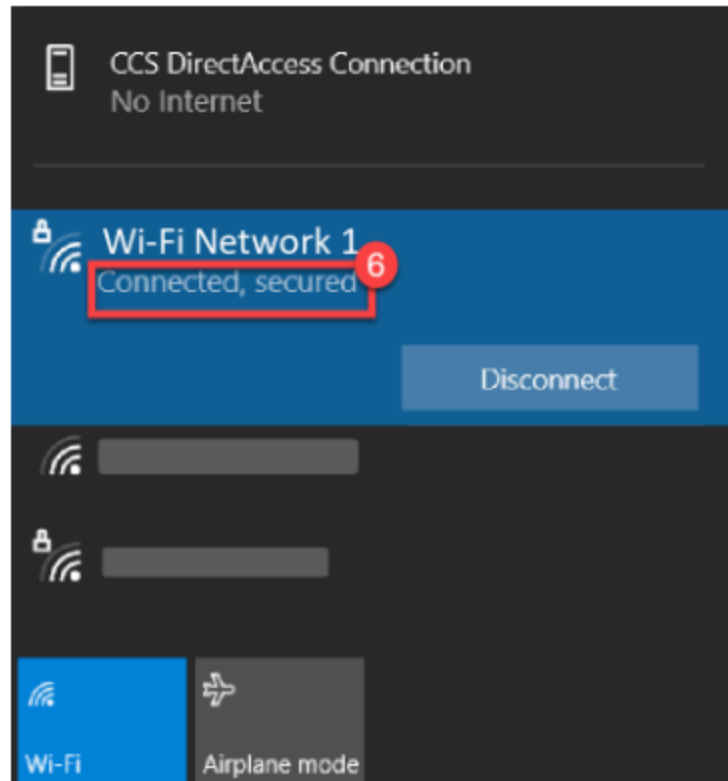 CCS DirectAccess Connection
No Internet
Wi-Fi Network 1
6
Connected, secured
Disconnect
Wi-Fi
Airplane mode